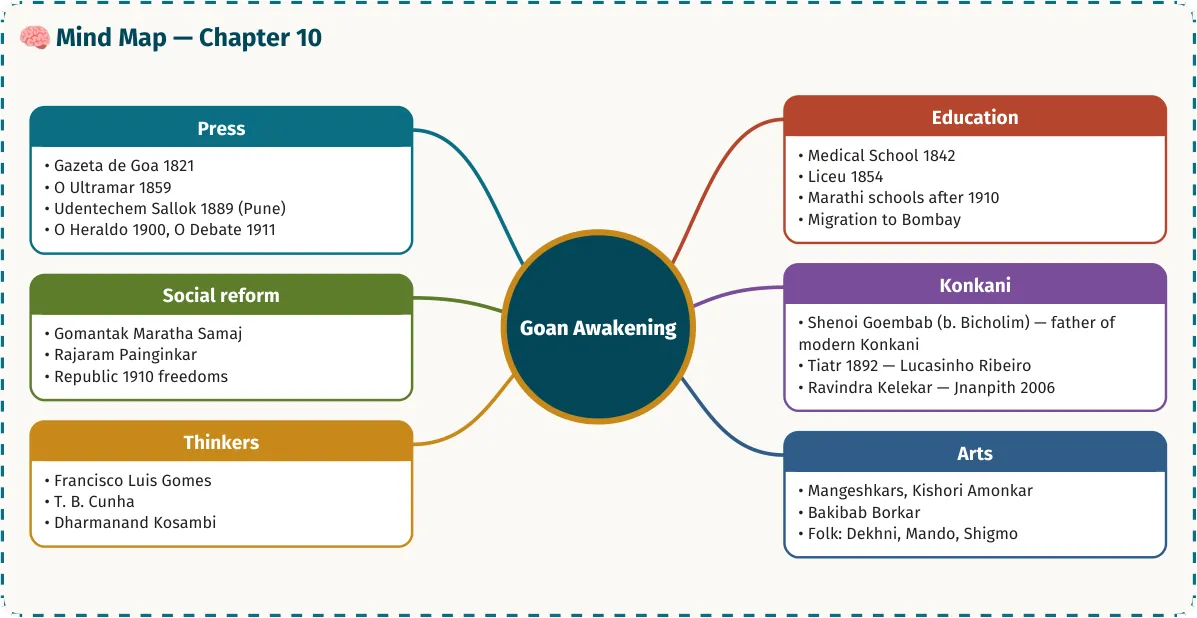 🧠 Mind Map — Chapter 10
Press
• Gazeta de Goa 1821
• O Ultramar 1859
• Udentechem Sallok 1889 (Pune)
• O Heraldo 1900, O Debate 1911
Social reform
• Gomantak Maratha Samaj
• Rajaram Painginkar
• Republic 1910 freedoms
Thinkers
• Francisco Luis Gomes
• T. B. Cunha
• Dharmanand Kosambi
Goan Awakening
Education
• Medical School 1842
• Liceu 1854
• Marathi schools after 1910
• Migration to Bombay
Konkani
• Shenoi Goembab (b. Bicholim) — father of
modern Konkani
• Tiatr 1892 — Lucasinho Ribeiro
• Ravindra Kelekar — Jnanpith 2006
Arts
• Mangeshkars, Kishori Amonkar
• Bakibab Borkar
• Folk: Dekhni, Mando, Shigmo